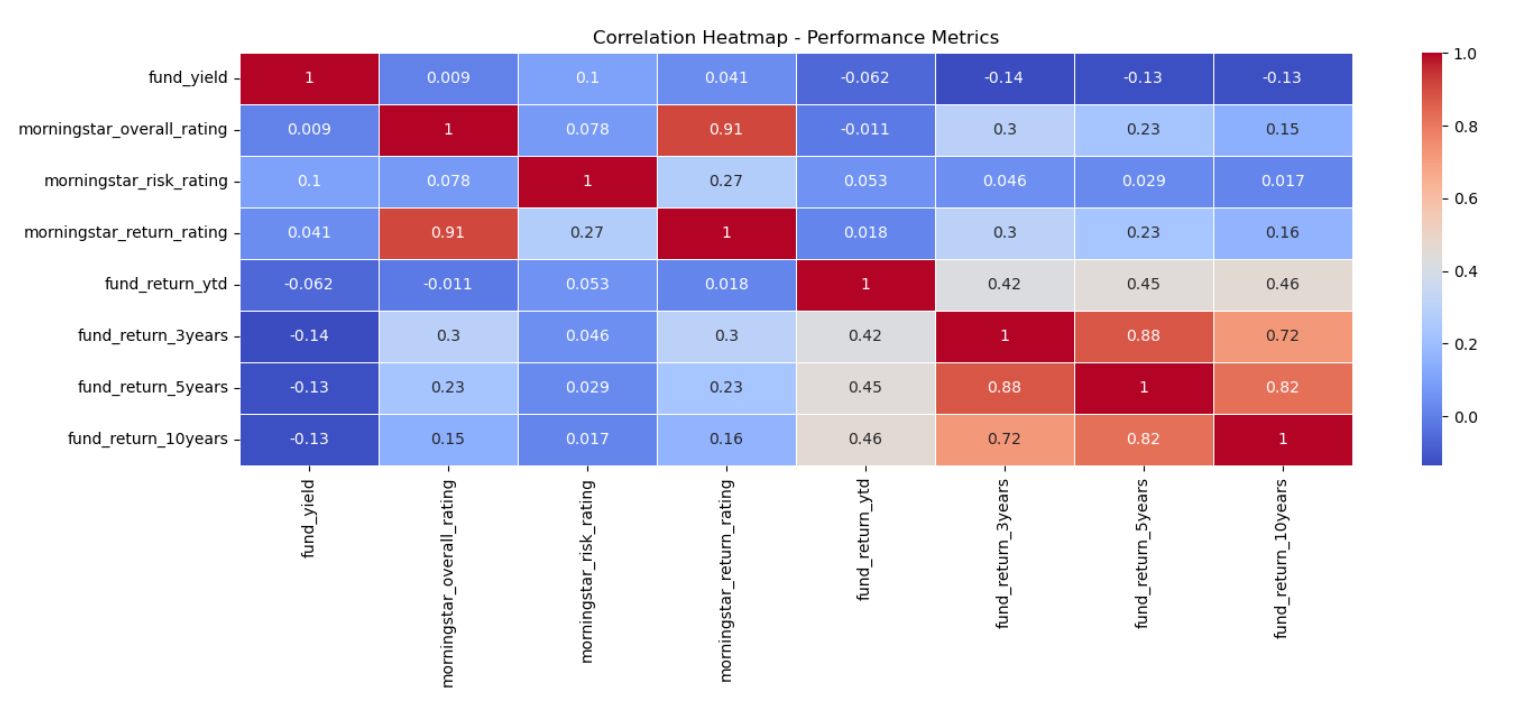 Correlation Heatmap - Performance Metrics
fund_yield 1 0.009 0.1 0.041 -0.062 -0.14 -0.13 -0.13
morningstar_overall_rating 0.009 1 0.078 0.91 -0.011 0.3 0.23 0.15
morningstar_risk_rating 0.1 0.078 1 0.27 0.053 0.046 0.029 0.017
morningstar_return_rating 0.041 0.91 0.27 1 0.018 0.3 0.23 0.16
fund_return_ytd -0.062 -0.011 0.053 0.018 1 0.42 0.45 0.46
fund_return_3years -0.14 0.3 0.046 0.3 0.42 1 0.88 0.72
fund_return_5years -0.13 0.23 0.029 0.23 0.45 0.88 1 0.82
fund_return_10years -0.13 0.15 0.017 0.16 0.46 0.72 0.82 1
fund_yield
morningstar_overall_rating
morningstar_risk_rating
morningstar_return_rating
fund_return_ytd
fund_return_3years
fund_return_5years
fund_return_10years
1.0
0.8
0.6
0.4
0.2
0.0